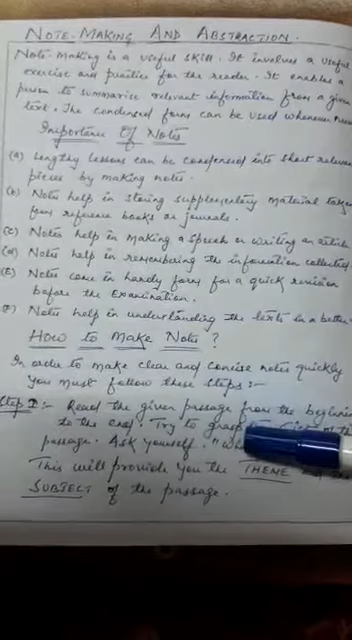 NOTE-MAKING AND ABSTRACTION.
Note-making is a useful skill. It involves a useful
exercise and practice for the reader. It enables a
person to summarise relevant information from a given
text. The condensed form can be used whenever
Importance Of Notes
(a) Lengthy lessons can be condensed into short relevant
pieces by making notes.
(b) Notes help in storing supplementary material taken
from reference books or journals.
(c) Notes help in making a speech or writing an article
(d) Notes help in remembering the information collected.
(E) Notes come in handy form for a quick revision
before the Examination.
(F) Notes help in understanding the texts in a better
How to Make Notes?
In order to make clear and concise notes quickly
you must follow these steps:-
Step I:- Read the given passage from the beginning
to the end. Try to grasp the
passage. Ask yourself. "
This will provide you the THEME and the
SUBJECT of the passage.